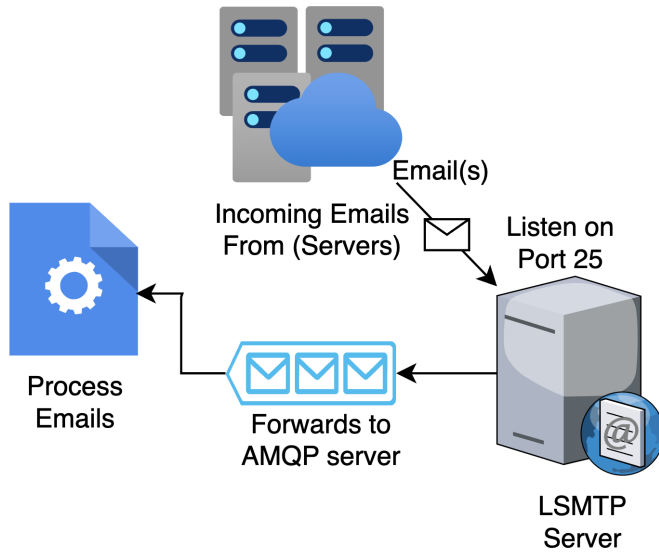 Email(s)
Incoming Emails
From (Servers)
Listen on
Port 25
Process
Emails
Forwards to
AMQP server
@
LSMTP
Server